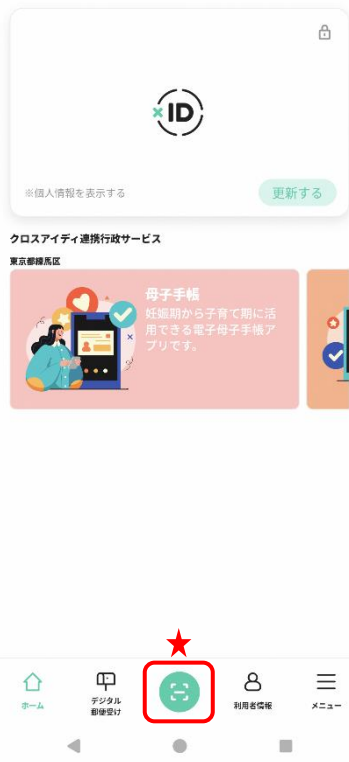 ×ID
※個人情報を表示する
更新する
クロスアイディ連携行政サービス
東京都練馬区
母子手帳
妊娠期から子育て期に活
用できる電子母子手帳ア
プリです。
ホーム
デジタル
郵便受け
利用者情報
メニュー